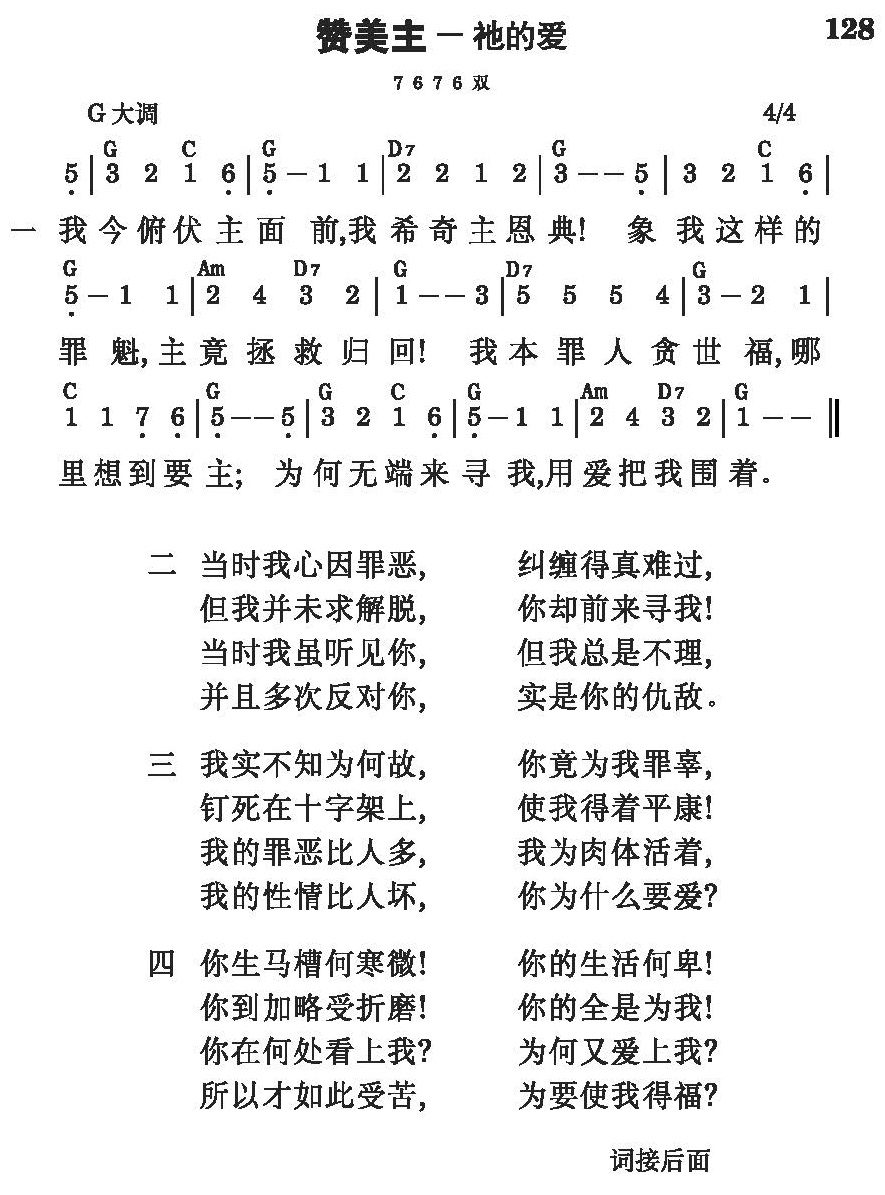 赞美主 — 祂的爱 128
7 6 7 6 双
G 大调 4/4
G C G D7 G C
5 | 3 2 1 6 | 5 — 1 1 | 2 2 1 2 | 3 — — 5 | 3 2 1 6 |
一 我今俯伏主面前,我希奇主恩典! 象我这样的
G Am D7 G D7 G
5 — 1 1 | 2 4 3 2 | 1 — — 3 | 5 5 5 4 | 3 — 2 1 |
罪魁,主竟拯救归回! 我本罪人贪世福,哪
C G G C G Am D7 G
1 1 7 6 | 5 — — 5 | 3 2 1 6 | 5 — 1 1 | 2 4 3 2 | 1 — — ‖
里想到要主; 为何无端来寻我,用爱把我围着。
二 当时我心因罪恶, 纠缠得真难过,
但我并未求解脱, 你却前来寻我!
当时我虽听见你, 但我总是不理,
并且多次反对你, 实是你的仇敌。
三 我实不知为何故, 你竟为我罪辜,
钉死在十字架上, 使我得着平康!
我的罪恶比人多, 我为肉体活着,
我的性情比人坏, 你为什么要爱?
四 你生马槽何寒微! 你的生活何卑!
你到加略受折磨! 你的全是为我!
你在何处看上我? 为何又爱上我?
所以才如此受苦, 为要使我得福?
词接后面